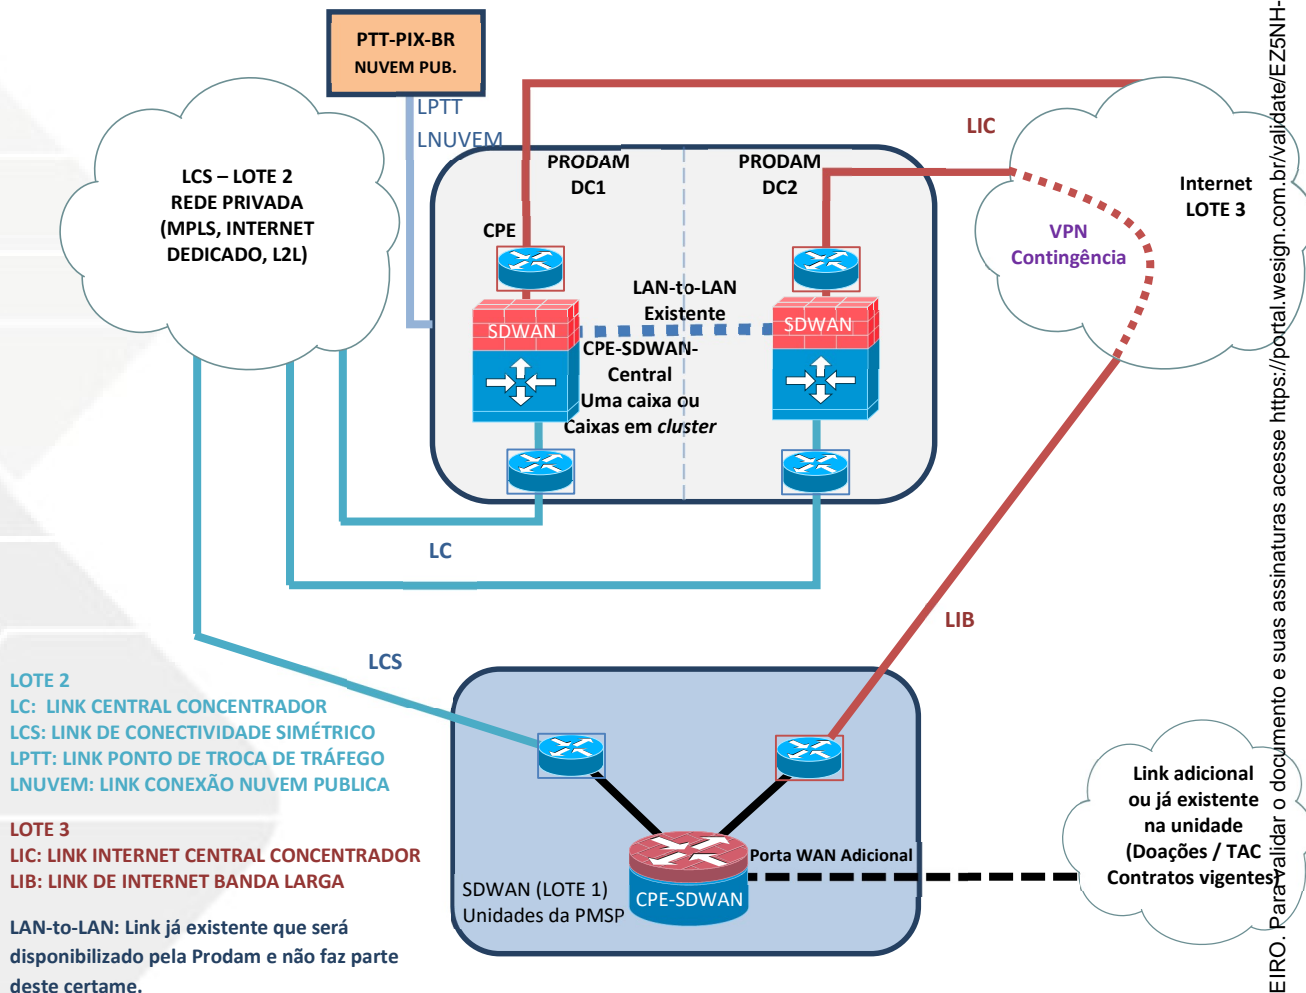 PTT-PIX-BR
NUVEM PUB.
LPTT
LNUVEM
LIC
LCS – LOTE 2
REDE PRIVADA
(MPLS, INTERNET
DEDICADO, L2L)
PRODAM
DC1
PRODAM
DC2
Internet
LOTE 3
CPE
VPN
Contingência
LAN-to-LAN
Existente
SDWAN
SDWAN
CPE-SDWAN-
Central
Uma caixa ou
Caixas em cluster
LC
LIB
LCS
LOTE 2
LC: LINK CENTRAL CONCENTRADOR
LCS: LINK DE CONECTIVIDADE SIMÉTRICO
LPTT: LINK PONTO DE TROCA DE TRÁFEGO
LNUVEM: LINK CONEXÃO NUVEM PUBLICA
LOTE 3
LIC: LINK INTERNET CENTRAL CONCENTRADOR
LIB: LINK DE INTERNET BANDA LARGA
LAN-to-LAN: Link já existente que será
disponibilizado pela Prodam e não faz parte
deste certame.
SDWAN (LOTE 1)
Unidades da PMSP
CPE-SDWAN
Porta WAN Adicional
Link adicional
ou já existente
na unidade
(Doações / TAC
Contratos vigentes)
EIRO. Para validar o documento e suas assinaturas acesse https://portal.wesign.com.br/validate/EZ5NH-